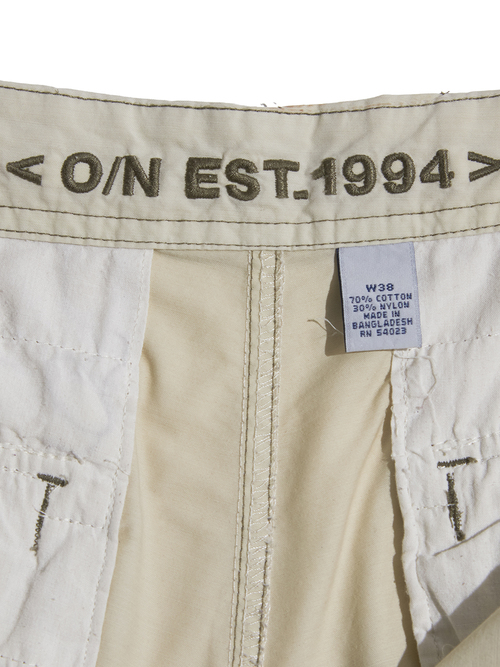 < O/N EST. 1994 >
W38
70% COTTON
30% NYLON
MADE IN
BANGLADESH
RN 54023